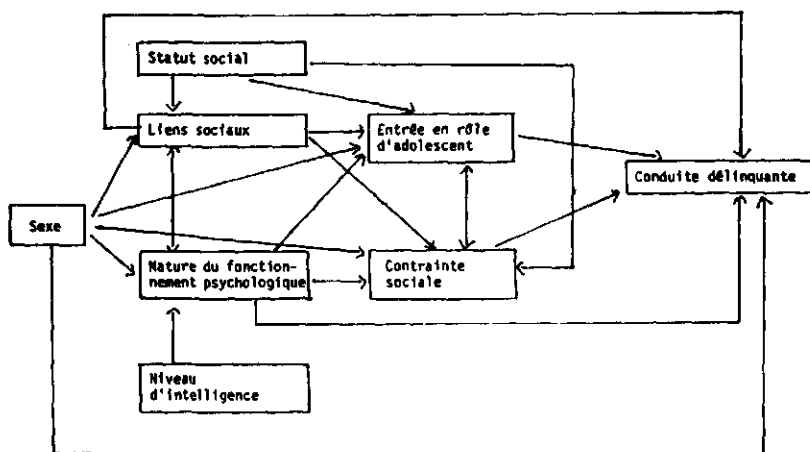 Statut social
Liens sociaux
Entrée en rôle
d'adolescent
Conduite délinquante
Sexe
Nature du fonction-
nement psychologique
Contrainte
sociale
Niveau
d'intelligence